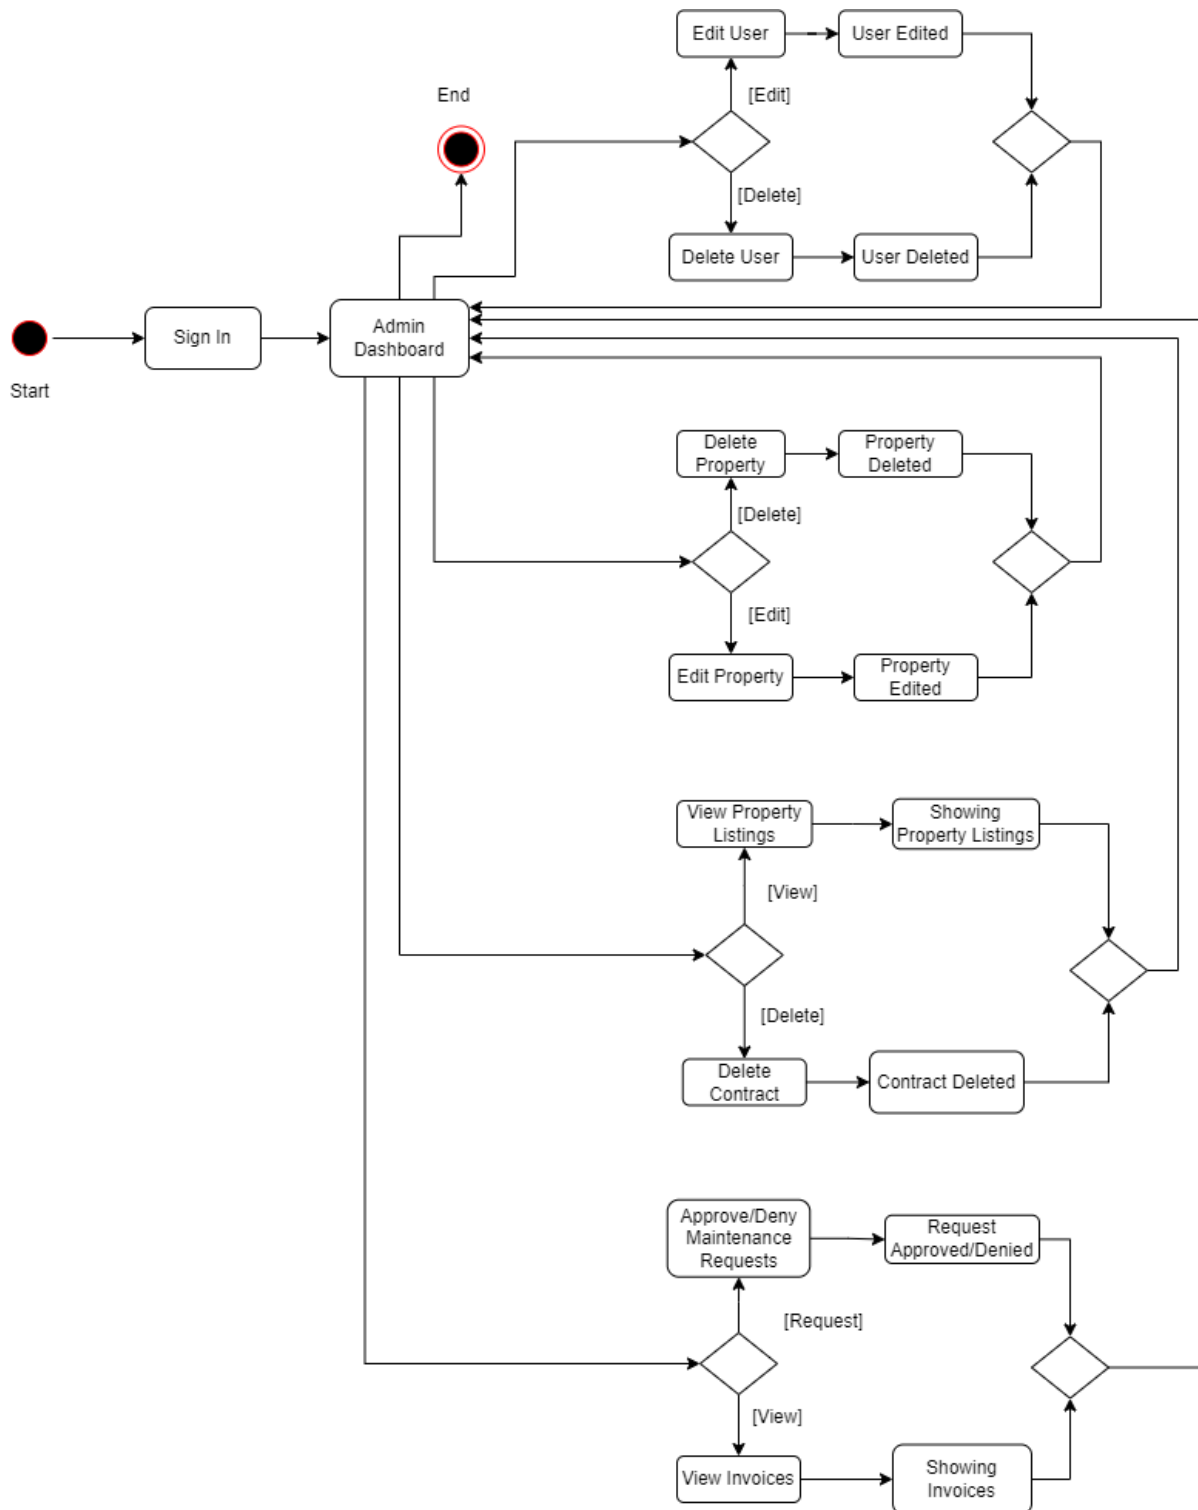 Edit User
User Edited
End
[Edit]
[Delete]
Delete User
User Deleted
Sign In
Admin
Dashboard
Start
Delete
Property
Property
Deleted
[Delete]
[Edit]
Edit Property
Property
Edited
View Property
Listings
Showing
Property Listings
[View]
[Delete]
Delete
Contract
Contract Deleted
Approve/Deny
Maintenance
Requests
Request
Approved/Denied
[Request]
[View]
View Invoices
Showing
Invoices